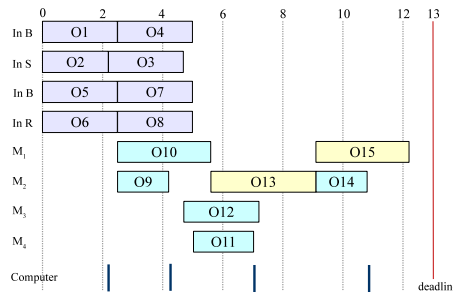 0 2 4 6 8 10 12 13
In B O1 O4
In S O2 O3
In B O5 O7
In R O6 O8
M1 O10 O15
M2 O9 O13 O14
M3 O12
M4 O11
Computer
deadlin